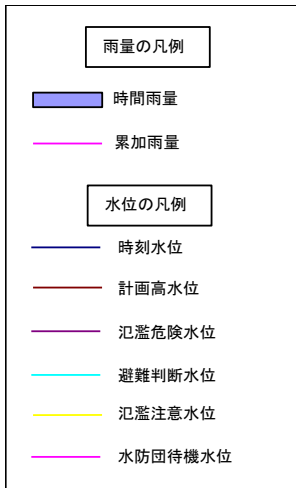 雨量の凡例
時間雨量
累加雨量
水位の凡例
時刻水位
計画高水位
氾濫危険水位
避難判断水位
氾濫注意水位
水防団待機水位